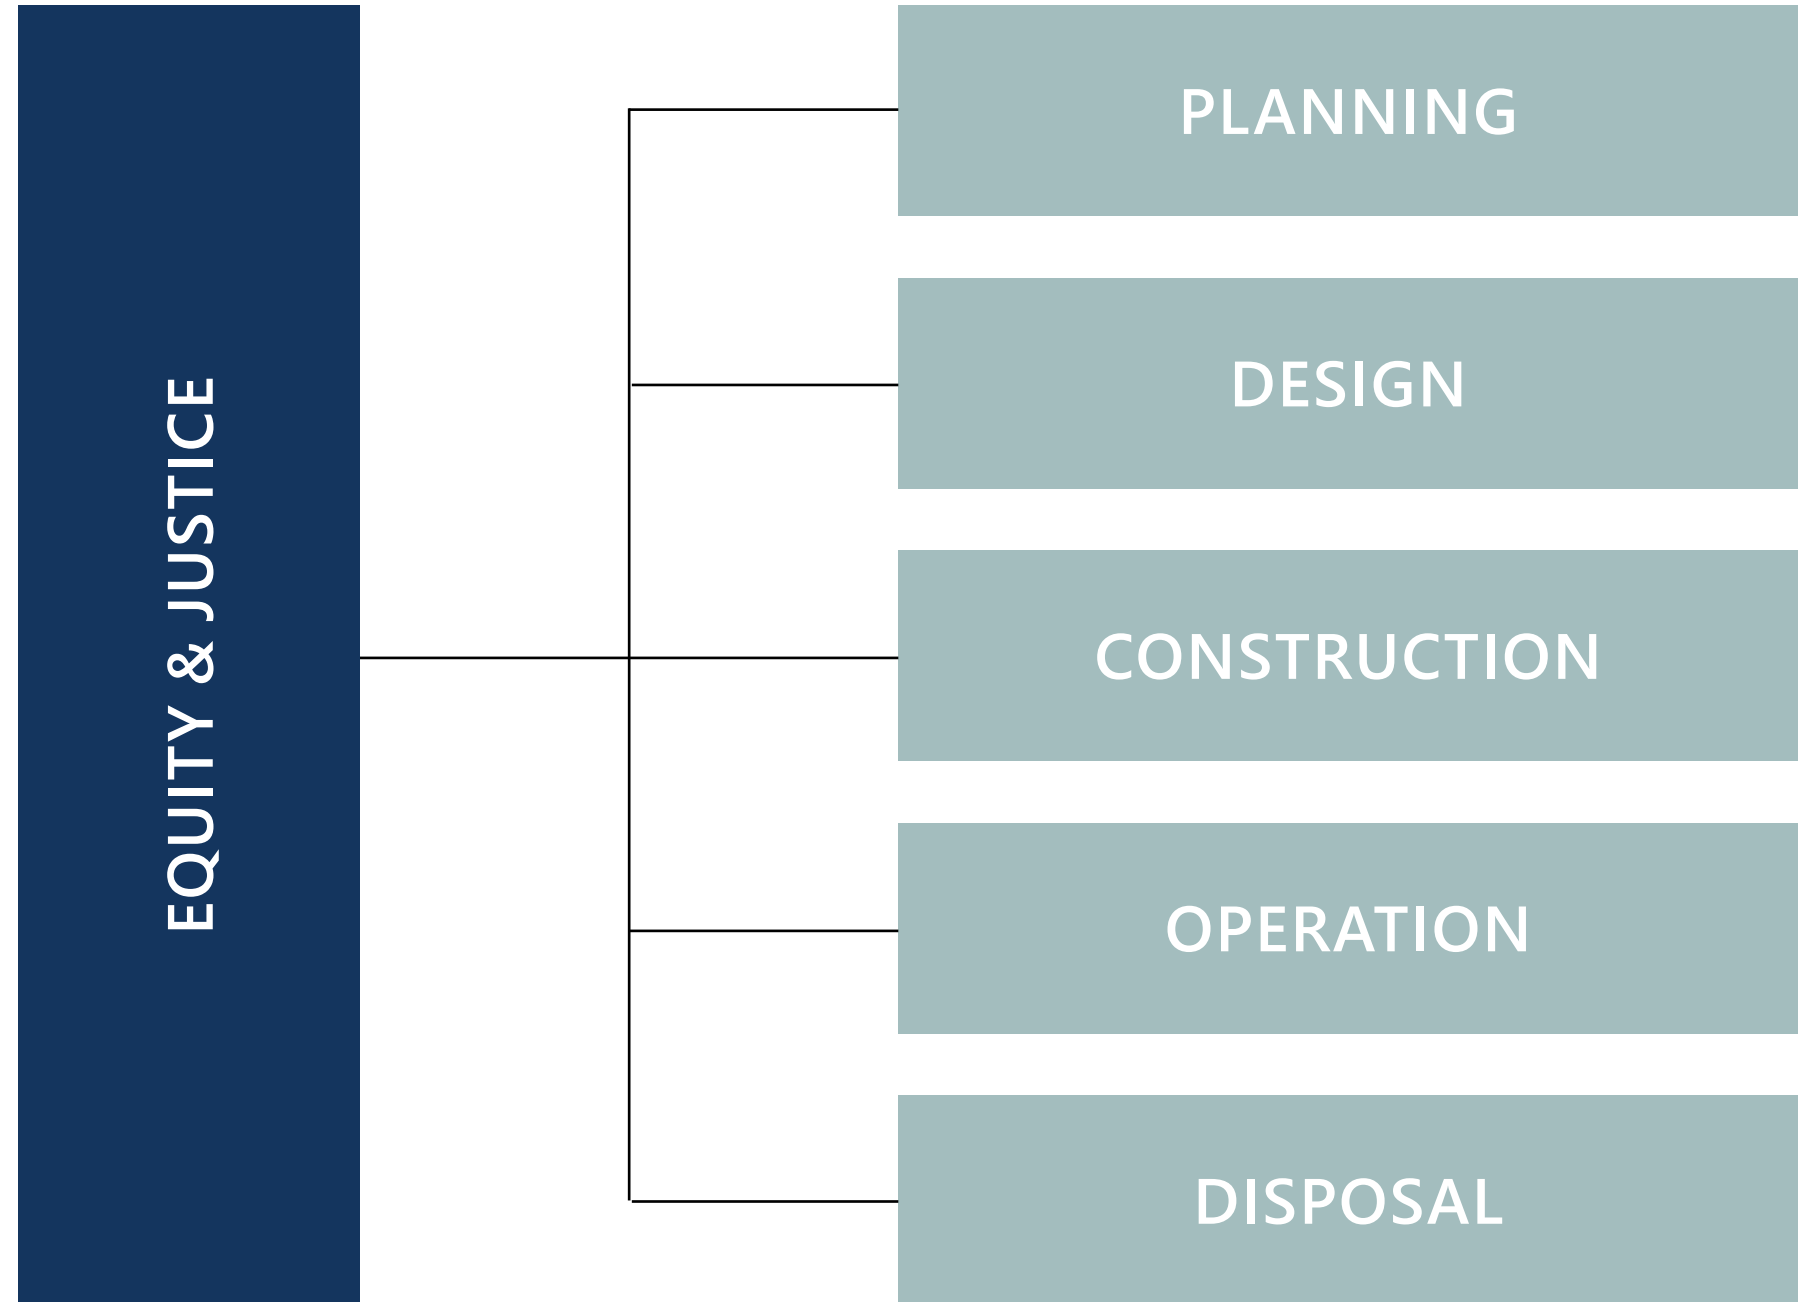 EQUITY & JUSTICE
PLANNING
DESIGN
CONSTRUCTION
OPERATION
DISPOSAL